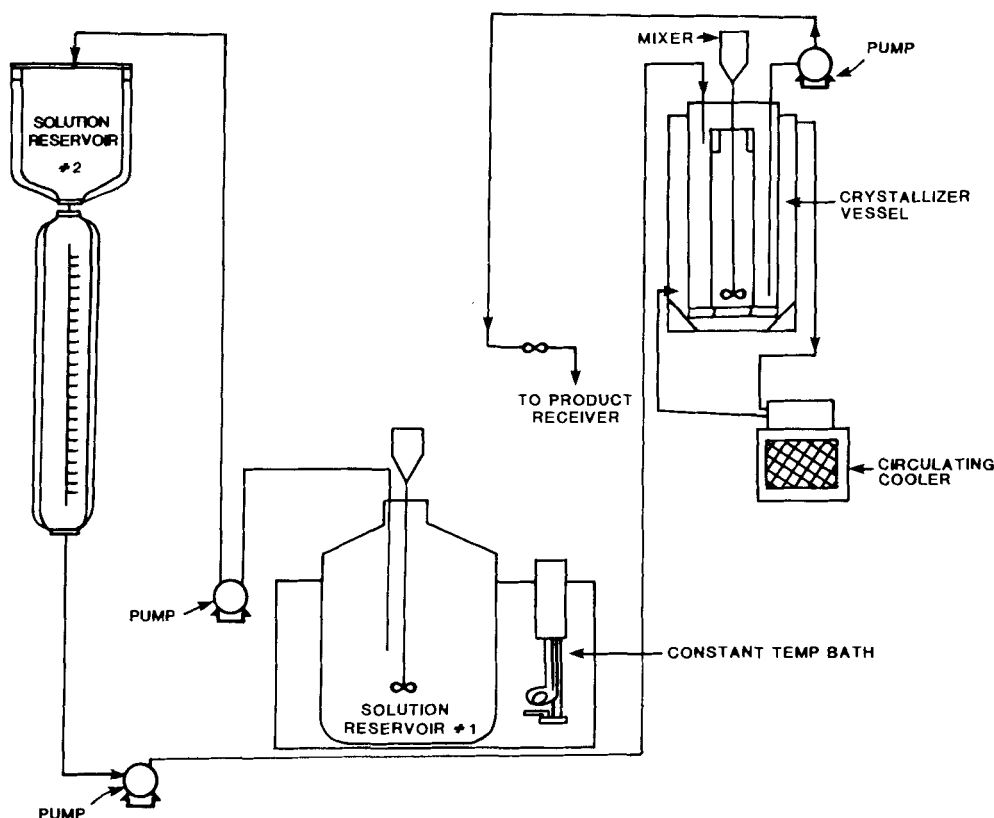 MIXER
PUMP
SOLUTION
RESERVOIR
#2
CRYSTALLIZER
VESSEL
TO PRODUCT
RECEIVER
CIRCULATING
COOLER
PUMP
CONSTANT TEMP BATH
SOLUTION
RESERVOIR #1
PUMP